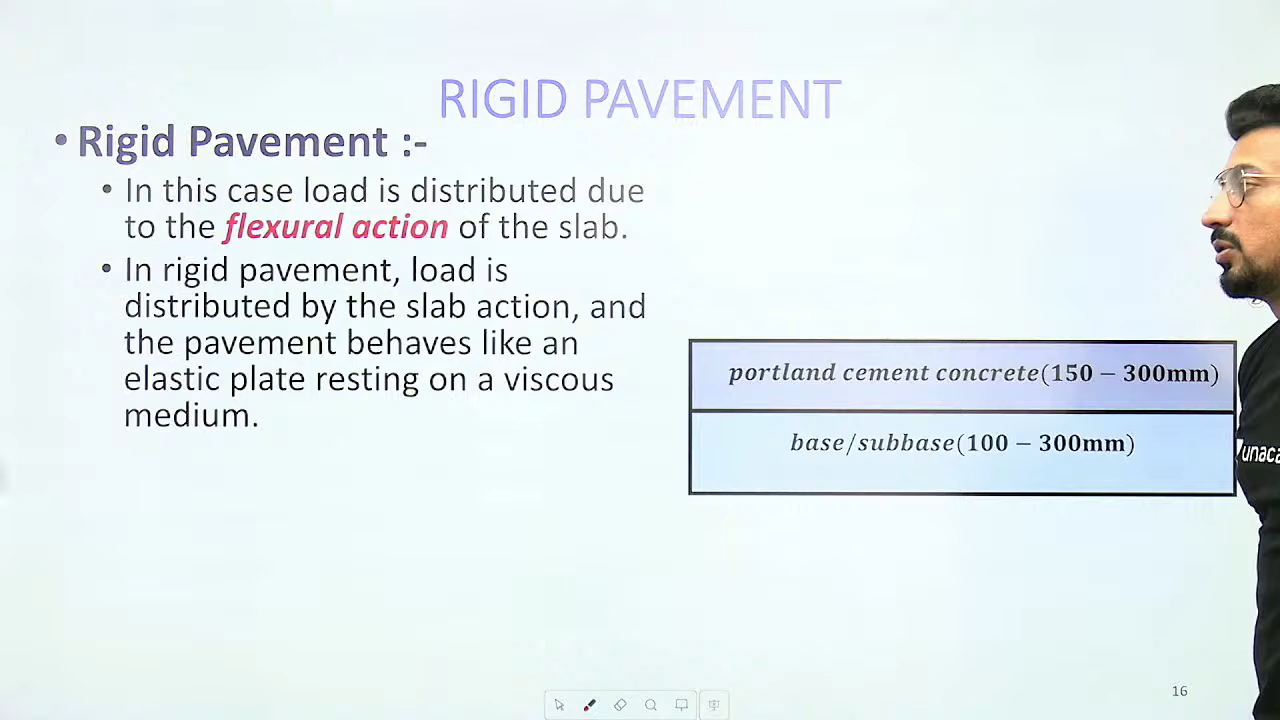 RIGID PAVEMENT
• Rigid Pavement :-
• In this case load is distributed due
to the flexural action of the slab.
• In rigid pavement, load is
distributed by the slab action, and
the pavement behaves like an
elastic plate resting on a viscous
medium.
portland cement concrete(150 – 300mm)
base/subbase(100 – 300mm)
unaca
16